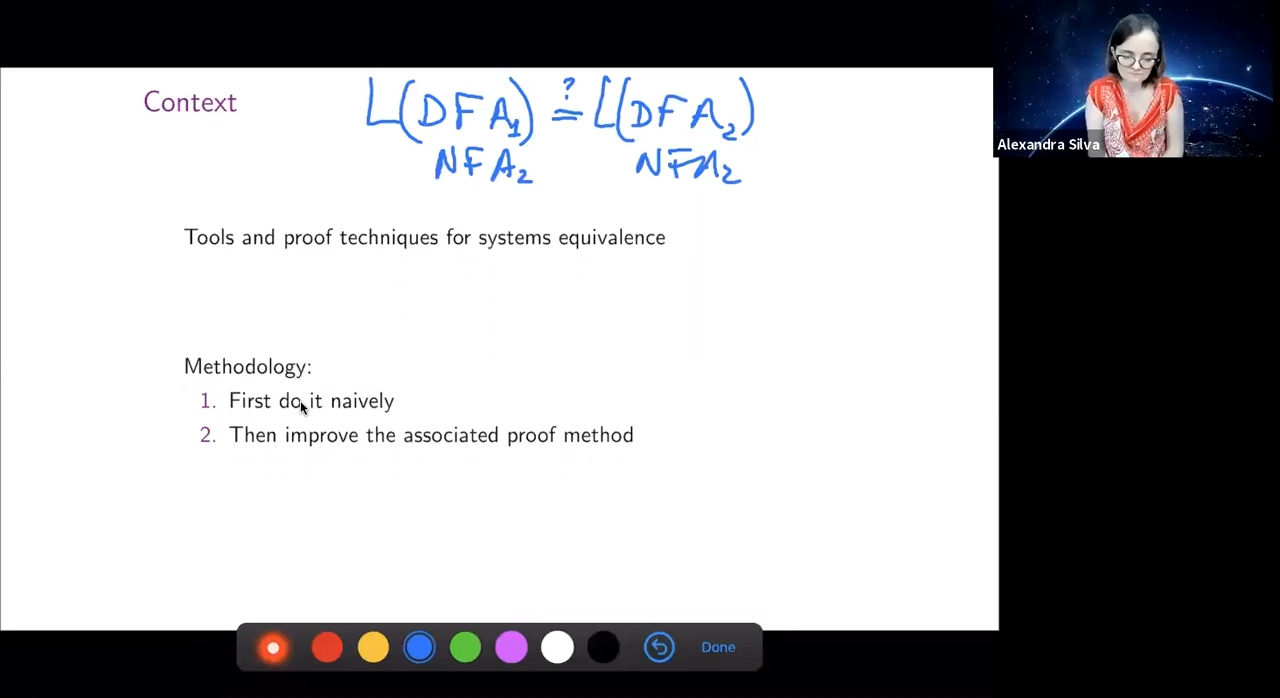 Context
L(DFA1) ?= L(DFA2)
NFA2 NFA2
Alexandra Silva
Tools and proof techniques for systems equivalence
Methodology:
1. First do it naively
2. Then improve the associated proof method
Done